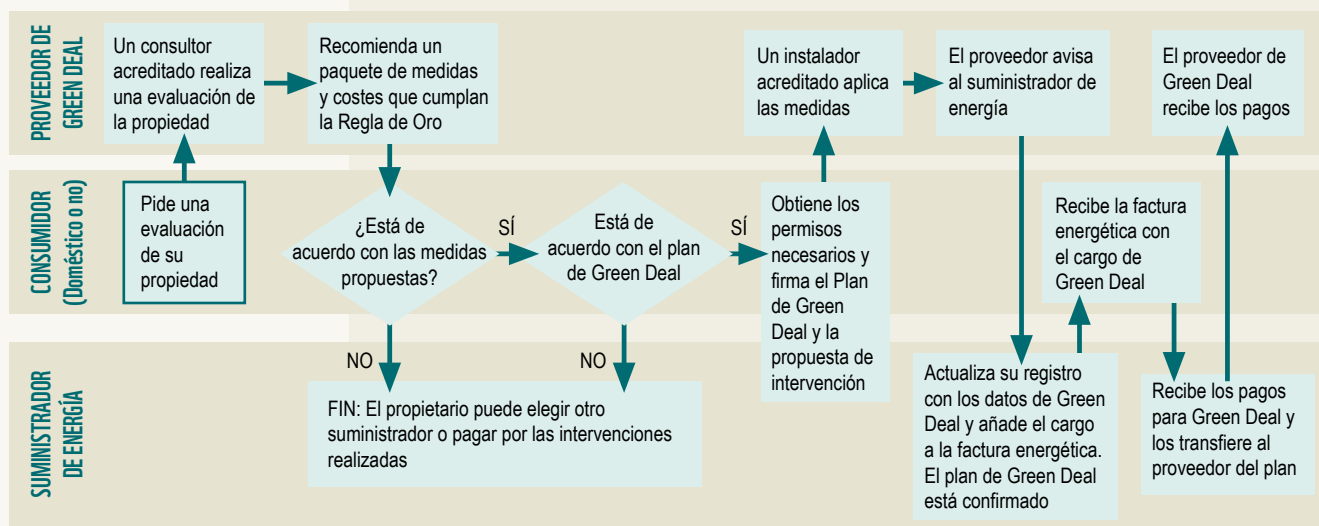 PROVEEDOR DE
GREEN DEAL
Un consultor
acreditado realiza
una evaluación de
la propiedad
Recomienda un
paquete de medidas
y costes que cumplan
la Regla de Oro
Un instalador
acreditado aplica
las medidas
El proveedor avisa
al suministrador de
energía
El proveedor de
Green Deal
recibe los pagos
CONSUMIDOR
(Doméstico o no)
Pide una
evaluación
de su
propiedad
¿Está de
acuerdo con las medidas
propuestas?
SÍ
Está de
acuerdo con el plan
de Green Deal
SÍ
Obtiene los
permisos
necesarios y
firma el Plan
de Green
Deal y la
propuesta de
intervención
Recibe la factura
energética con
el cargo de
Green Deal
SUMINISTRADOR
DE ENERGÍA
NO
NO
FIN: El propietario puede elegir otro
suministrador o pagar por las intervenciones
realizadas
Actualiza su registro
con los datos de Green
Deal y añade el cargo
a la factura energética.
El plan de Green Deal
está confirmado
Recibe los pagos
para Green Deal y
los transfiere al
proveedor del plan